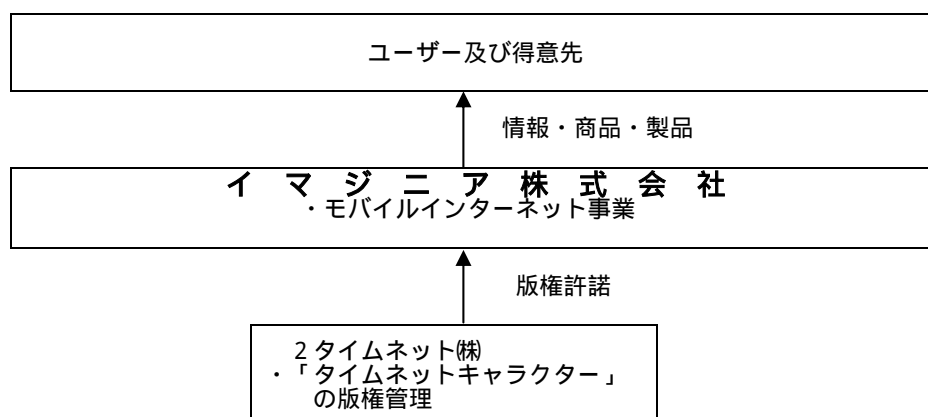 ユーザー及び得意先
情報・商品・製品
イマジニア株式会社
・モバイルインターネット事業
版権許諾
2タイムネット㈱
・「タイムネットキャラクター」
の版権管理